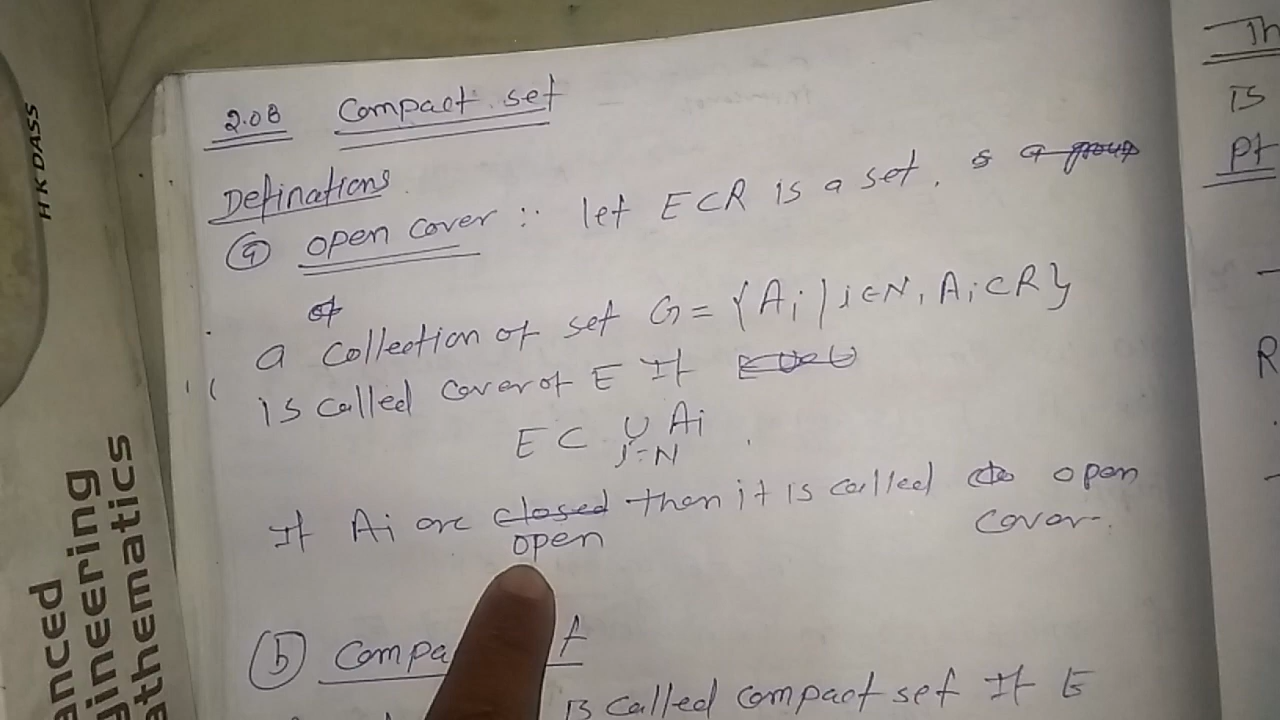 2.08 Compact set
Definations
(a) open cover :. let E⊂R is a set.
a collection of set G = {Ai / i∈N, Ai⊂R}
is called cover of E If
E ⊂ ∪ Ai
i=N
If Ai are closed then it is called open
open cover.
(b) Compa t
is called compact set If E
Th
is
Pt
R
H K DASS
anced
gineering
athematics